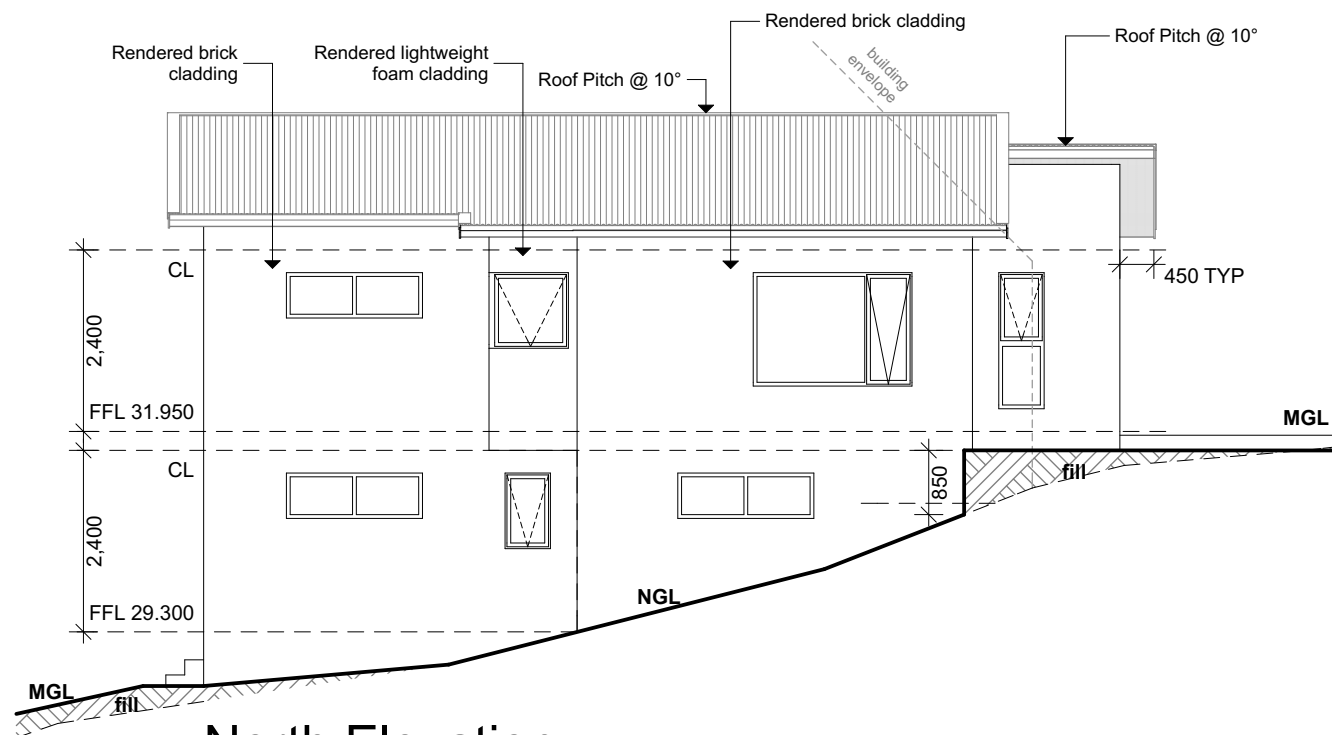 Rendered brick cladding
Roof Pitch @ 10°
Rendered brick
cladding
Rendered lightweight
foam cladding
Roof Pitch @ 10°
building
envelope
CL
450 TYP
2,400
FFL 31.950
MGL
CL
850
fill
2,400
NGL
FFL 29.300
MGL
fill
North Elevation